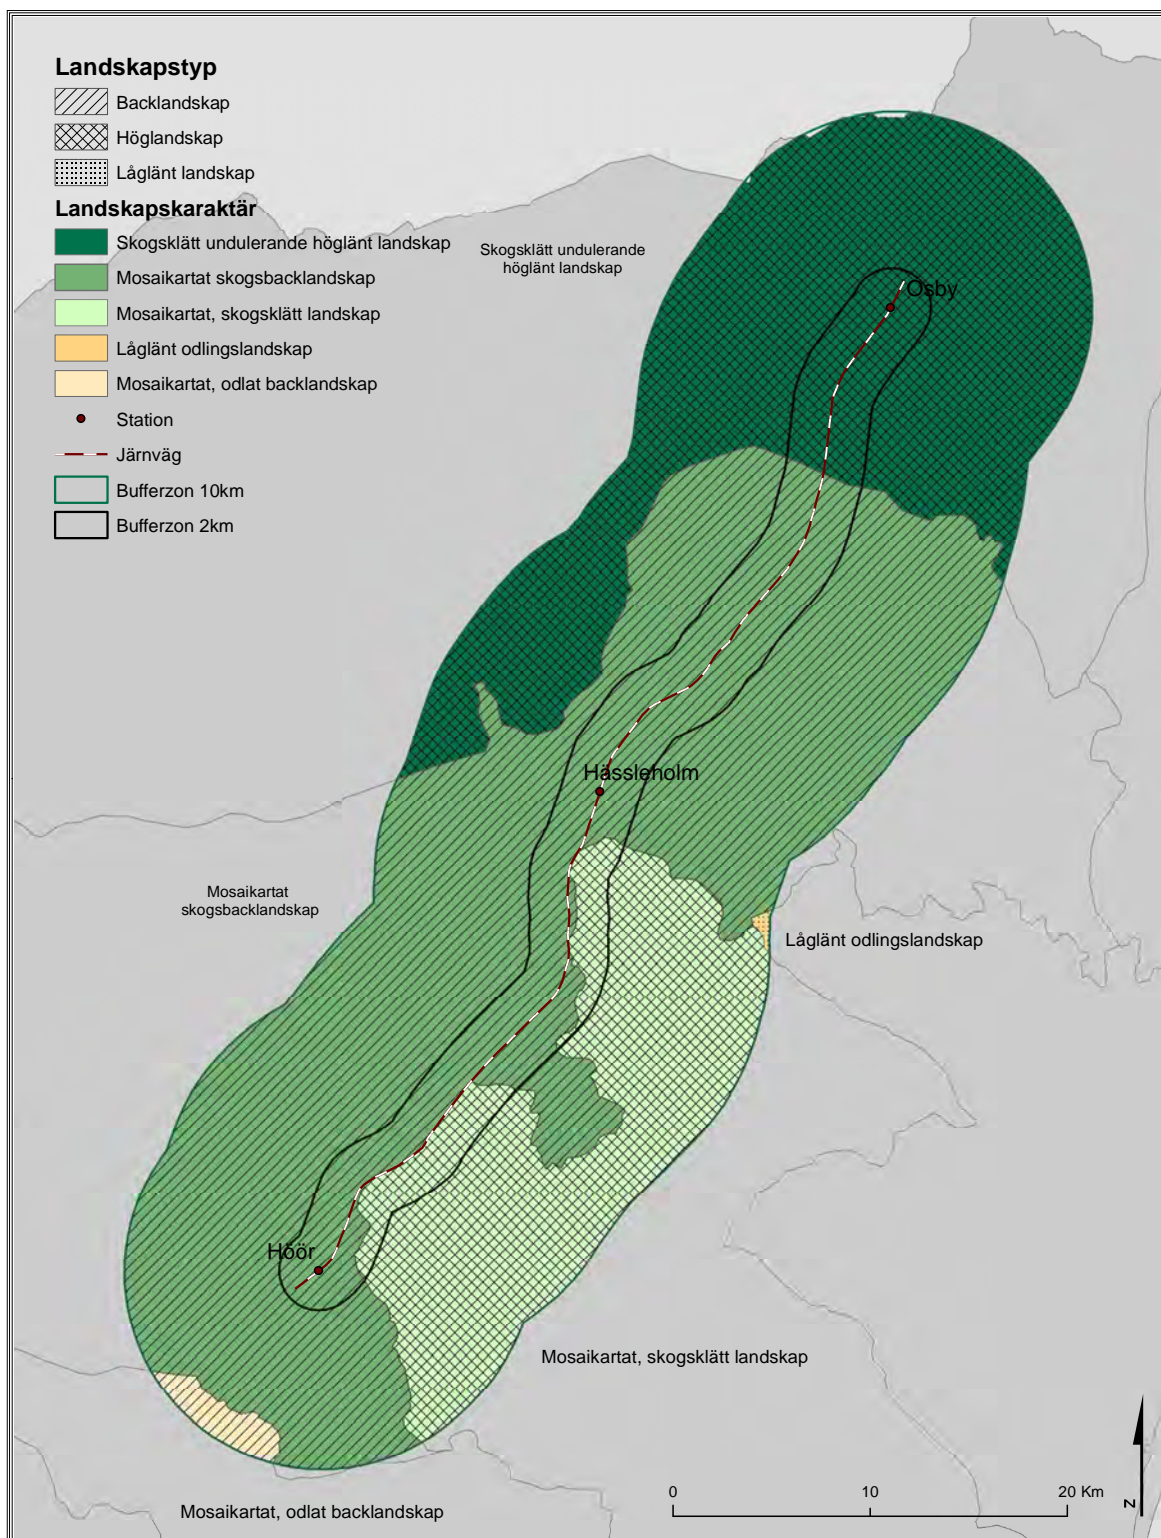 Landskapstyp
Backlandskap
Höglandskap
Låglänt landskap
Landskapskaraktär
Skogsklätt undulerande höglänt landskap
Mosaikartat skogsbacklandskap
Mosaikartat, skogsklätt landskap
Låglänt odlingslandskap
Mosaikartat, odlat backlandskap
Station
Järnväg
Bufferzon 10km
Bufferzon 2km
Skogsklätt undulerande
höglänt landskap
Osby
Hässleholm
Mosaikartat
skogsbacklandskap
Låglänt odlingslandskap
Höör
Mosaikartat, skogsklätt landskap
Mosaikartat, odlat backlandskap
0 10 20 Km
N